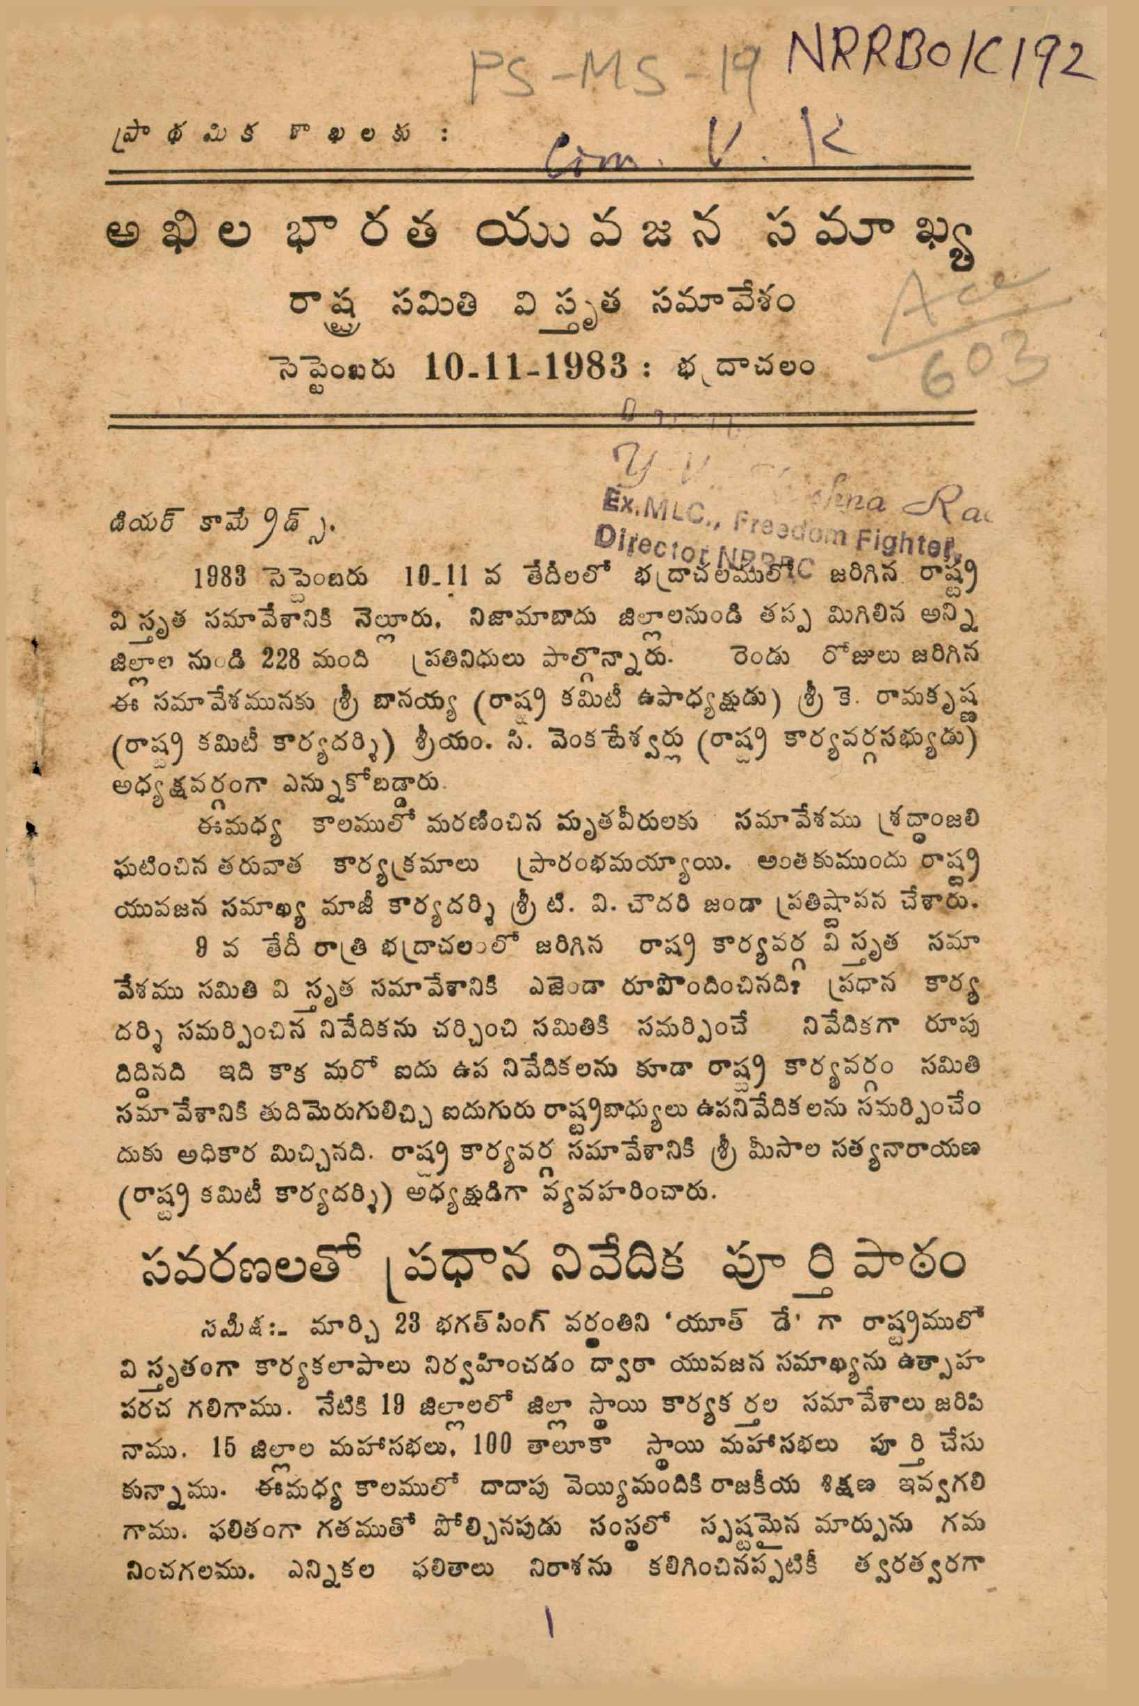 PS-MS-19 NRRBO/C192
ప్రాథమిక శాఖలకు :
Com. V. K
అఖిల భారత యువజన సమాఖ్య
రాష్ట్ర సమితి విస్తృత సమావేశం
సెప్టెంబరు 10-11-1983 : భద్రాచలం
Acc
603
Y. V. Krishna Rao
Ex.MLC., Freedom Fighter,
Director NRRRC
డియర్ కామ్రేడ్స్,
1983 సెప్టెంబరు 10-11 వ తేదీలలో భద్రాచలములో జరిగిన రాష్ట్ర
విస్తృత సమావేశానికి నెల్లూరు, నిజామాబాదు జిల్లాలనుండి తప్ప మిగిలిన అన్ని
జిల్లాల నుండి 228 మంది ప్రతినిధులు పాల్గొన్నారు. రెండు రోజులు జరిగిన
ఈ సమావేశమునకు శ్రీ బానయ్య (రాష్ట్ర కమిటీ ఉపాధ్యక్షుడు) శ్రీ కె. రామకృష్ణ
(రాష్ట్ర కమిటీ కార్యదర్శి) శ్రీయం. సి. వెంకటేశ్వర్లు (రాష్ట్ర కార్యవర్గసభ్యుడు)
అధ్యక్షవర్గంగా ఎన్నుకోబడ్డారు.
ఈమధ్య కాలములో మరణించిన మృతవీరులకు సమావేశము శ్రద్ధాంజలి
ఘటించిన తరువాత కార్యక్రమాలు ప్రారంభమయ్యాయి. అంతకుముందు రాష్ట్ర
యువజన సమాఖ్య మాజీ కార్యదర్శి శ్రీ టి. వి. చౌదరి జండా ప్రతిష్టాపన చేశారు.
9 వ తేదీ రాత్రి భద్రాచలంలో జరిగిన రాష్ట్ర కార్యవర్గ విస్తృత సమా
వేశము సమితి విస్తృత సమావేశానికి ఎజెండా రూపొందించినది? ప్రధాన కార్య
దర్శి సమర్పించిన నివేదికను చర్చించి సమితికి సమర్పించే నివేదికగా రూపు
దిద్దినది ఇది కాక మరో ఐదు ఉప నివేదికలను కూడా రాష్ట్ర కార్యవర్గం సమితి
సమావేశానికి తుదిమెరుగులిచ్చి ఐదుగురు రాష్ట్రబాధ్యులు ఉపనివేదికలను సమర్పించేం
దుకు అధికార మిచ్చినది. రాష్ట్ర కార్యవర్గ సమావేశానికి శ్రీ మీసాల సత్యనారాయణ
(రాష్ట్ర కమిటీ కార్యదర్శి) అధ్యక్షుడిగా వ్యవహరించారు.
సవరణలతో ప్రధాన నివేదిక పూర్తి పాఠం
సమీక్ష:- మార్చి 23 భగత్‌సింగ్ వర్ధంతిని 'యూత్ డే' గా రాష్ట్రములో
విస్తృతంగా కార్యకలాపాలు నిర్వహించడం ద్వారా యువజన సమాఖ్యను ఉత్సాహ
పరచ గలిగాము. నేటికి 19 జిల్లాలలో జిల్లా స్థాయి కార్యకర్తల సమావేశాలు జరిపి
నాము. 15 జిల్లాల మహాసభలు, 100 తాలూకా స్థాయి మహాసభలు పూర్తి చేసు
కున్నాము. ఈమధ్య కాలములో దాదాపు వెయ్యిమందికి రాజకీయ శిక్షణ ఇవ్వగలి
గాము. ఫలితంగా గతముతో పోల్చినపుడు సంస్థలో స్పష్టమైన మార్పును గమ
నించగలము. ఎన్నికల ఫలితాలు నిరాశను కలిగించినప్పటికీ త్వరత్వరగా
1